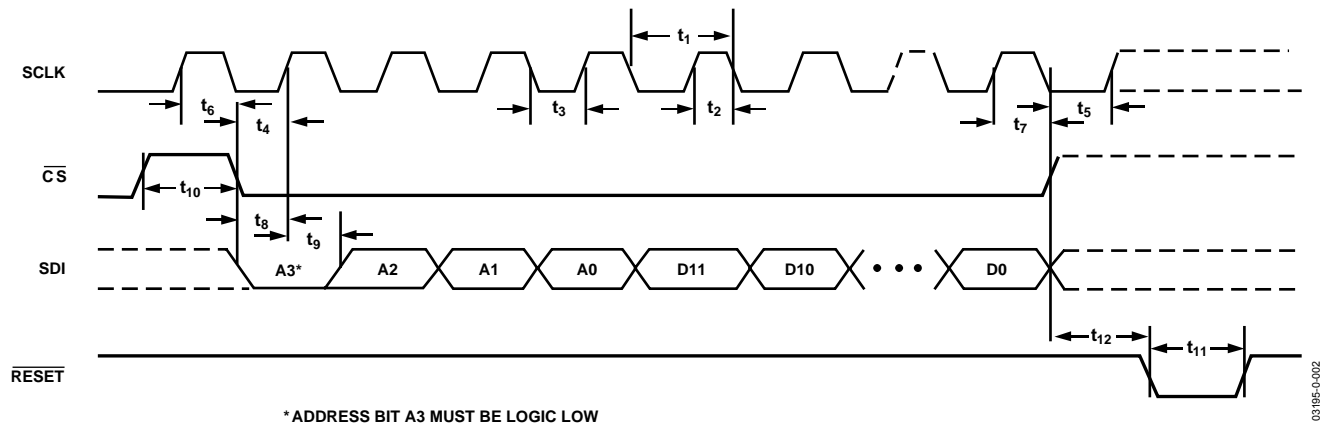 t1
SCLK
t6
t4
t3
t2
t7
t5
CS
t10
t8
t9
SDI
A3*
A2
A1
A0
D11
D10
D0
t12
t11
RESET
* ADDRESS BIT A3 MUST BE LOGIC LOW
03195-0-002